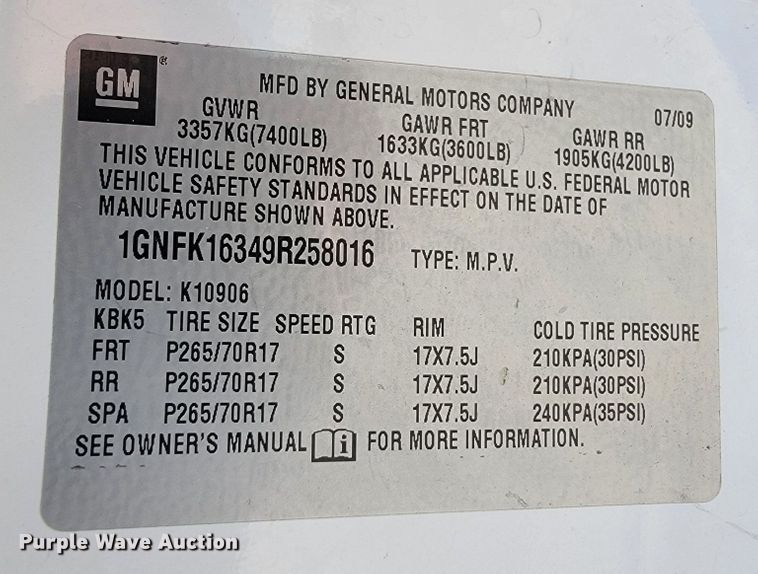 GM ®
MFD BY GENERAL MOTORS COMPANY 07/09
GVWR GAWR FRT GAWR RR
3357KG(7400LB) 1633KG(3600LB) 1905KG(4200LB)
THIS VEHICLE CONFORMS TO ALL APPLICABLE U.S. FEDERAL MOTOR
VEHICLE SAFETY STANDARDS IN EFFECT ON THE DATE OF
MANUFACTURE SHOWN ABOVE.
1GNFK16349R258016 TYPE: M.P.V.
MODEL: K10906
KBK5 TIRE SIZE SPEED RTG RIM COLD TIRE PRESSURE
FRT P265/70R17 S 17X7.5J 210KPA(30PSI)
RR P265/70R17 S 17X7.5J 210KPA(30PSI)
SPA P265/70R17 S 17X7.5J 240KPA(35PSI)
SEE OWNER'S MANUAL i FOR MORE INFORMATION.
Purple Wave Auction